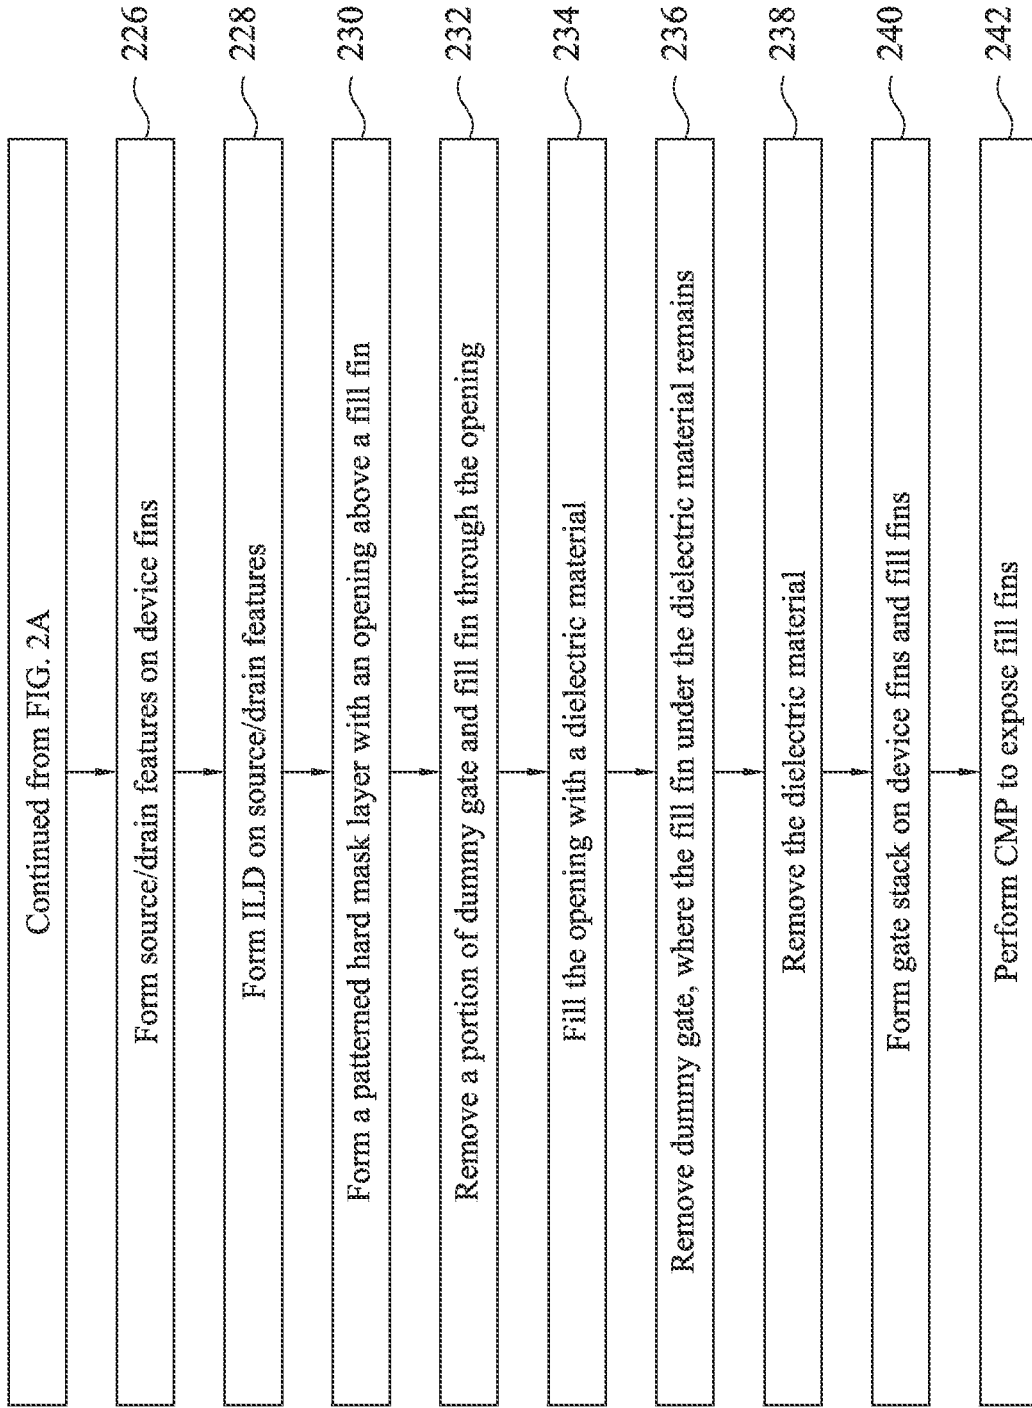 Continued from FIG. 2A
Form source/drain features on device fins
226
Form ILD on source/drain features
228
Form a patterned hard mask layer with an opening above a fill fin
230
Remove a portion of dummy gate and fill fin through the opening
232
Fill the opening with a dielectric material
234
Remove dummy gate, where the fill fin under the dielectric material remains
236
Remove the dielectric material
238
Form gate stack on device fins and fill fins
240
Perform CMP to expose fill fins
242